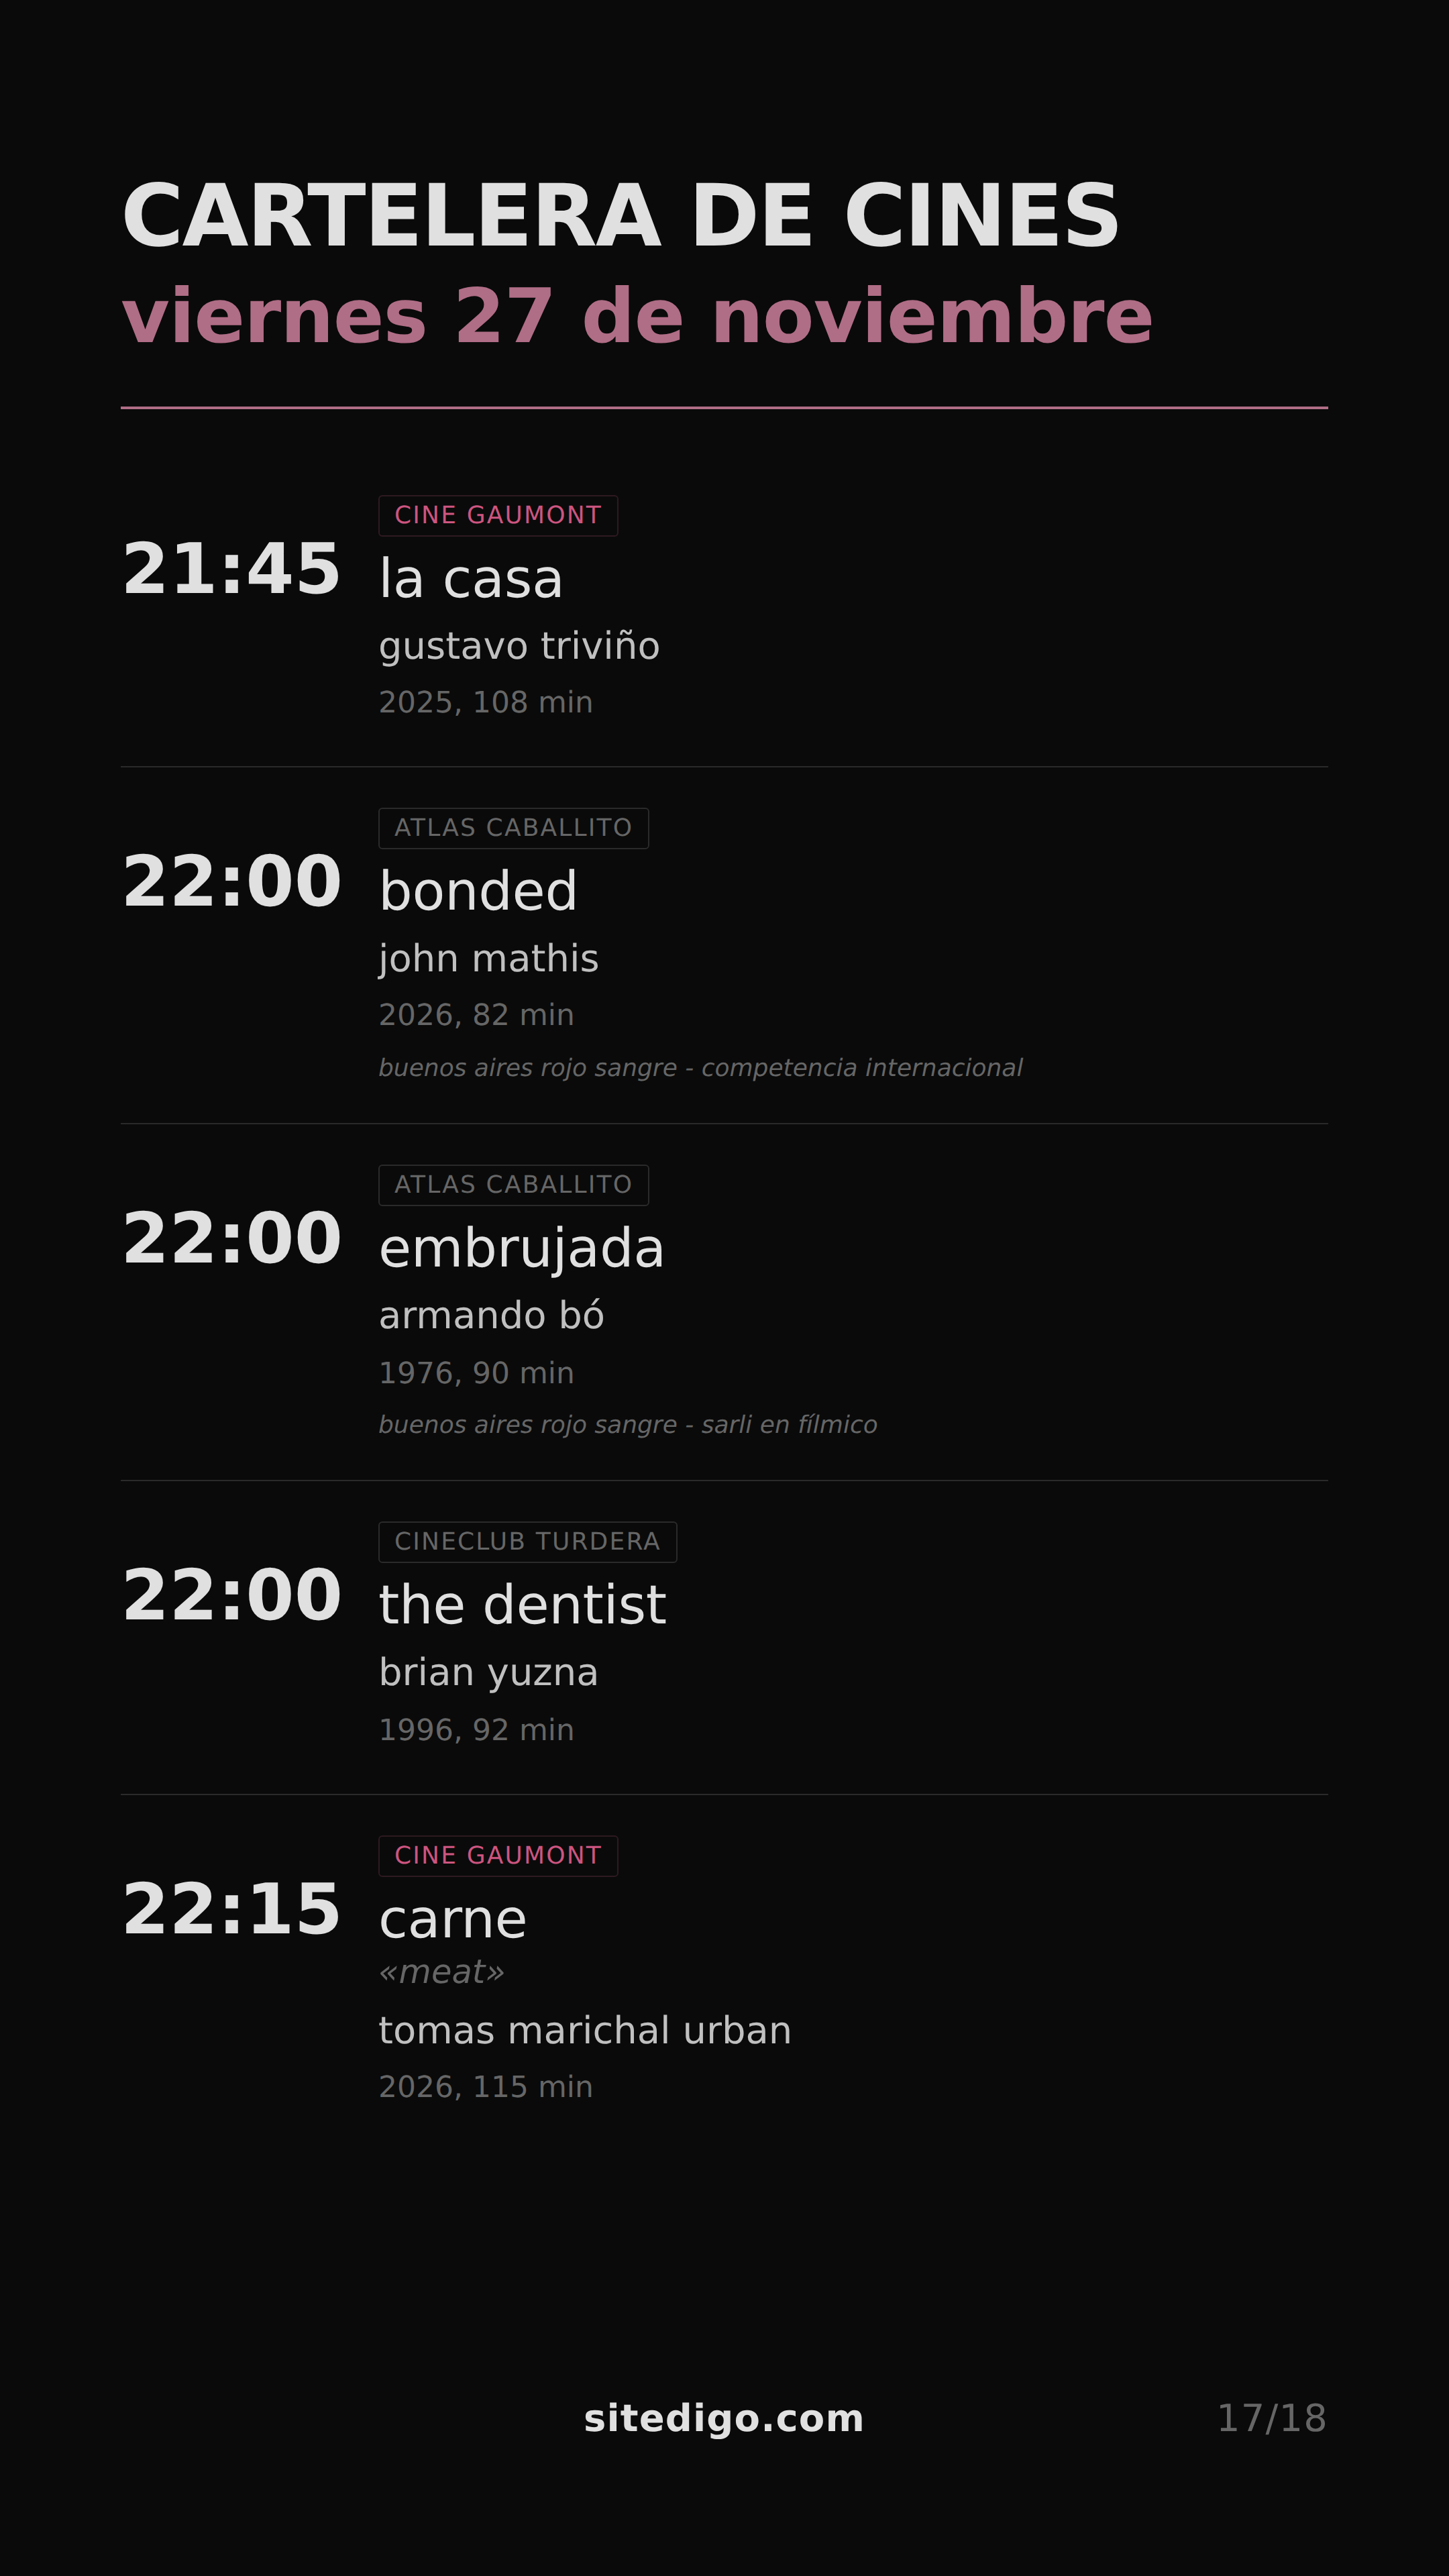 CARTELERA DE CINES
viernes 27 de noviembre
CINE GAUMONT
21:45
la casa
gustavo triviño
2025, 108 min
ATLAS CABALLITO
22:00
bonded
john mathis
2026, 82 min
buenos aires rojo sangre - competencia internacional
ATLAS CABALLITO
22:00
embrujada
armando bó
1976, 90 min
buenos aires rojo sangre - sarli en fílmico
CINECLUB TURDERA
22:00
the dentist
brian yuzna
1996, 92 min
CINE GAUMONT
22:15
carne
«meat»
tomas marichal urban
2026, 115 min
sitedigo.com
17/18